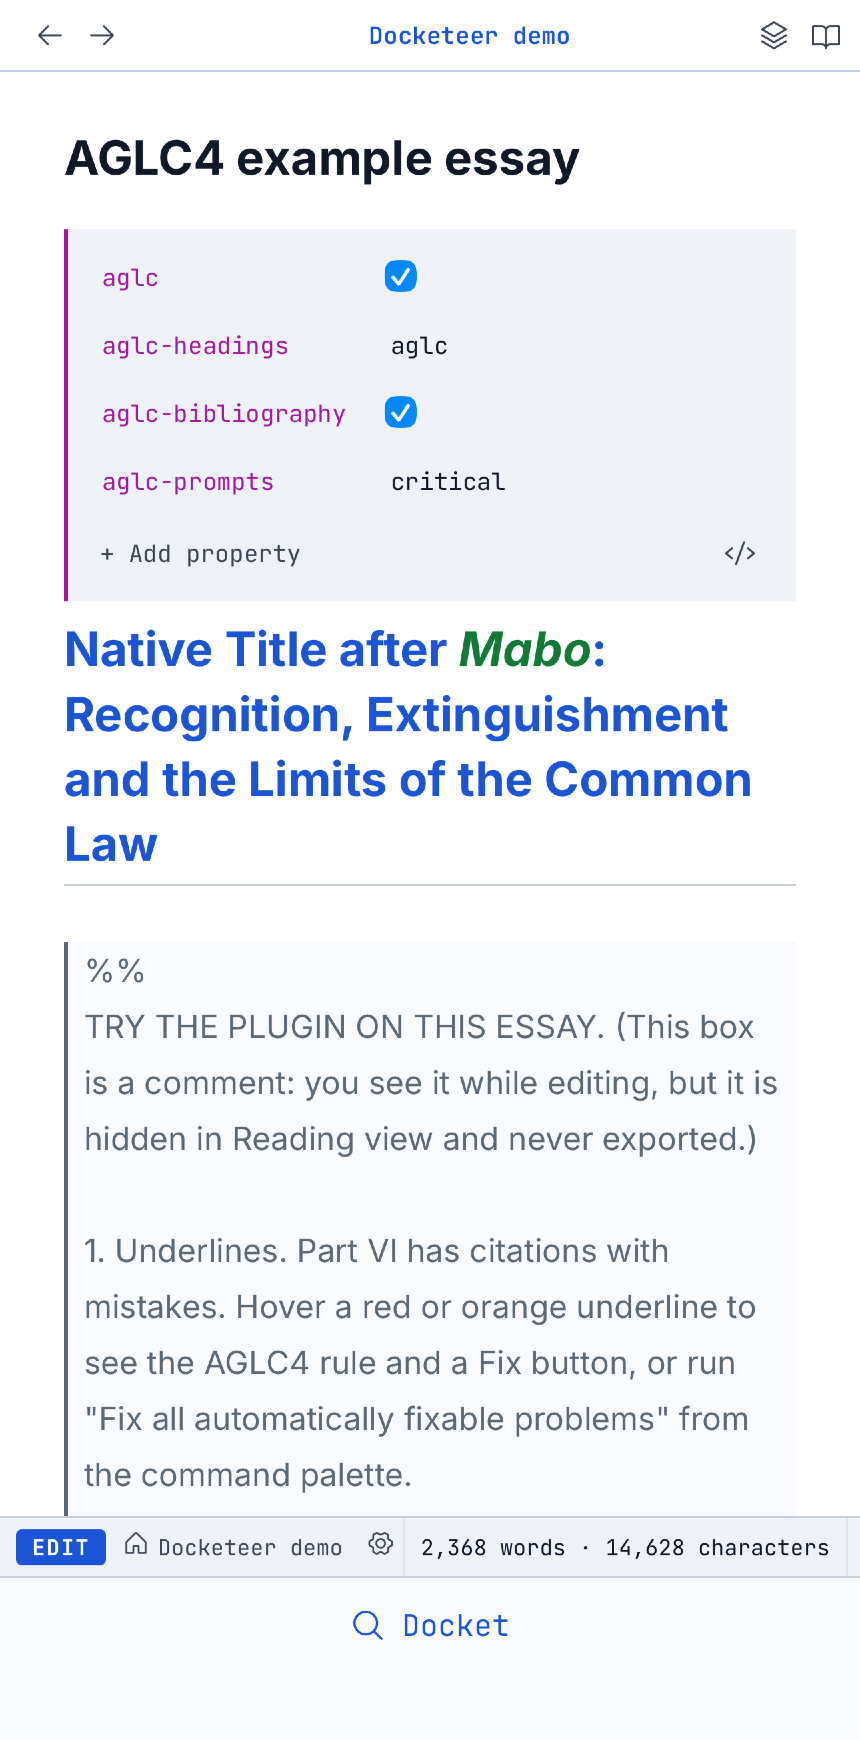 Docketeer demo
AGLC4 example essay
aglc
aglc-headings aglc
aglc-bibliography
aglc-prompts critical
+ Add property </>
Native Title after Mabo:
Recognition, Extinguishment
and the Limits of the Common
Law
%%
TRY THE PLUGIN ON THIS ESSAY. (This box
is a comment: you see it while editing, but it is
hidden in Reading view and never exported.)
1. Underlines. Part VI has citations with
mistakes. Hover a red or orange underline to
see the AGLC4 rule and a Fix button, or run
"Fix all automatically fixable problems" from
the command palette.
EDIT Docketeer demo 2,368 words · 14,628 characters
Docket